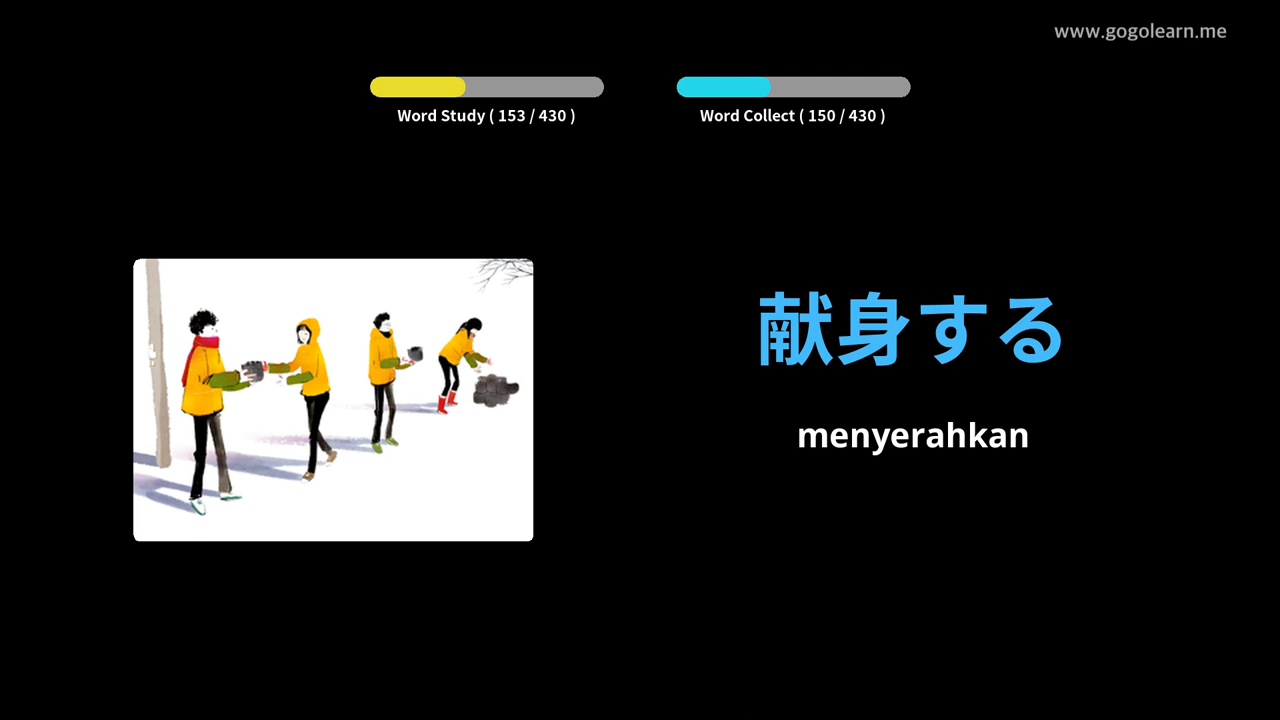 www.gogolearn.me
Word Study ( 153 / 430 )
Word Collect ( 150 / 430 )
献身する
menyerahkan